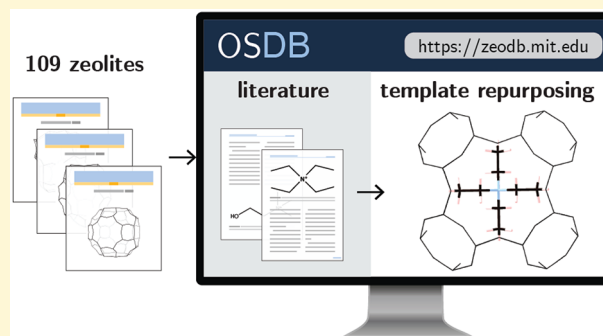 109 zeolites
OSDB
https://zeodb.mit.edu
literature
template repurposing
N+
HO